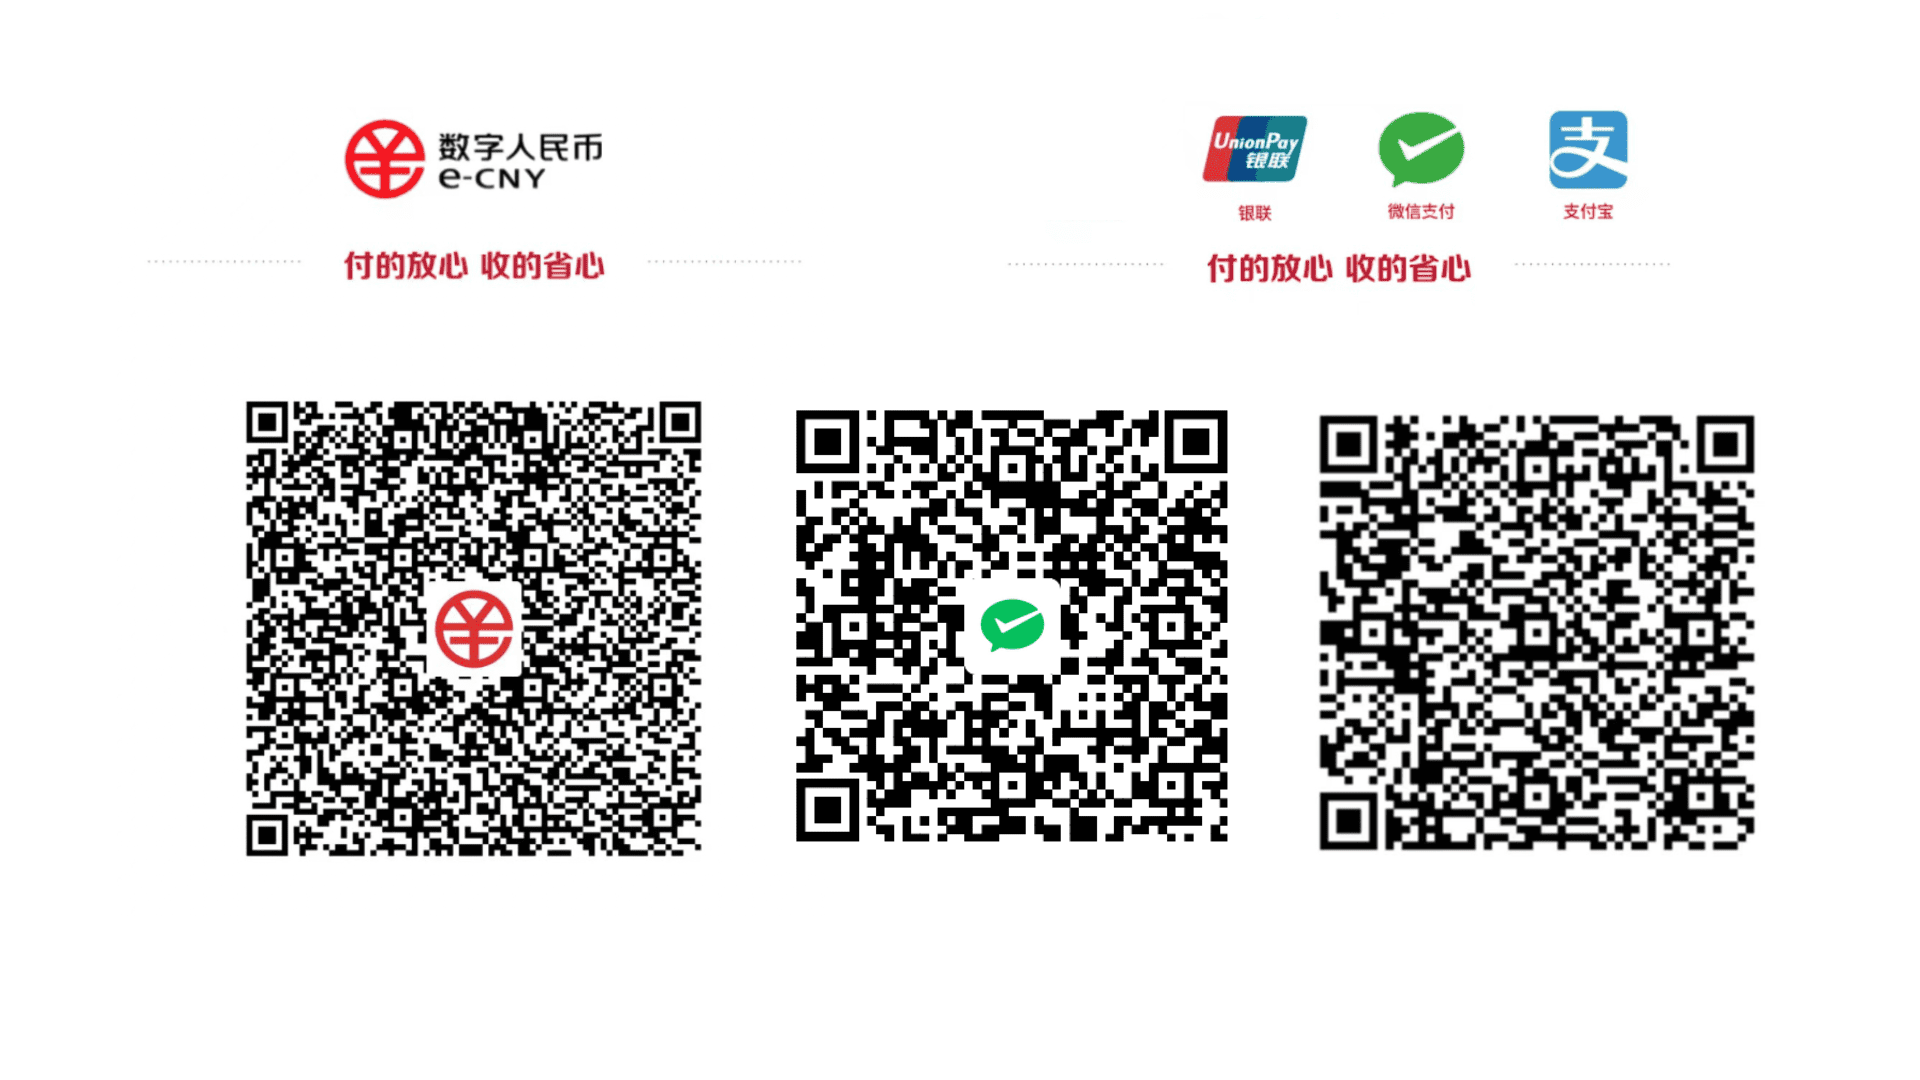 数字人民币
e-CNY
付的放心 收的省心
UnionPay
银联
银联
微信支付
支
支付宝
付的放心 收的省心